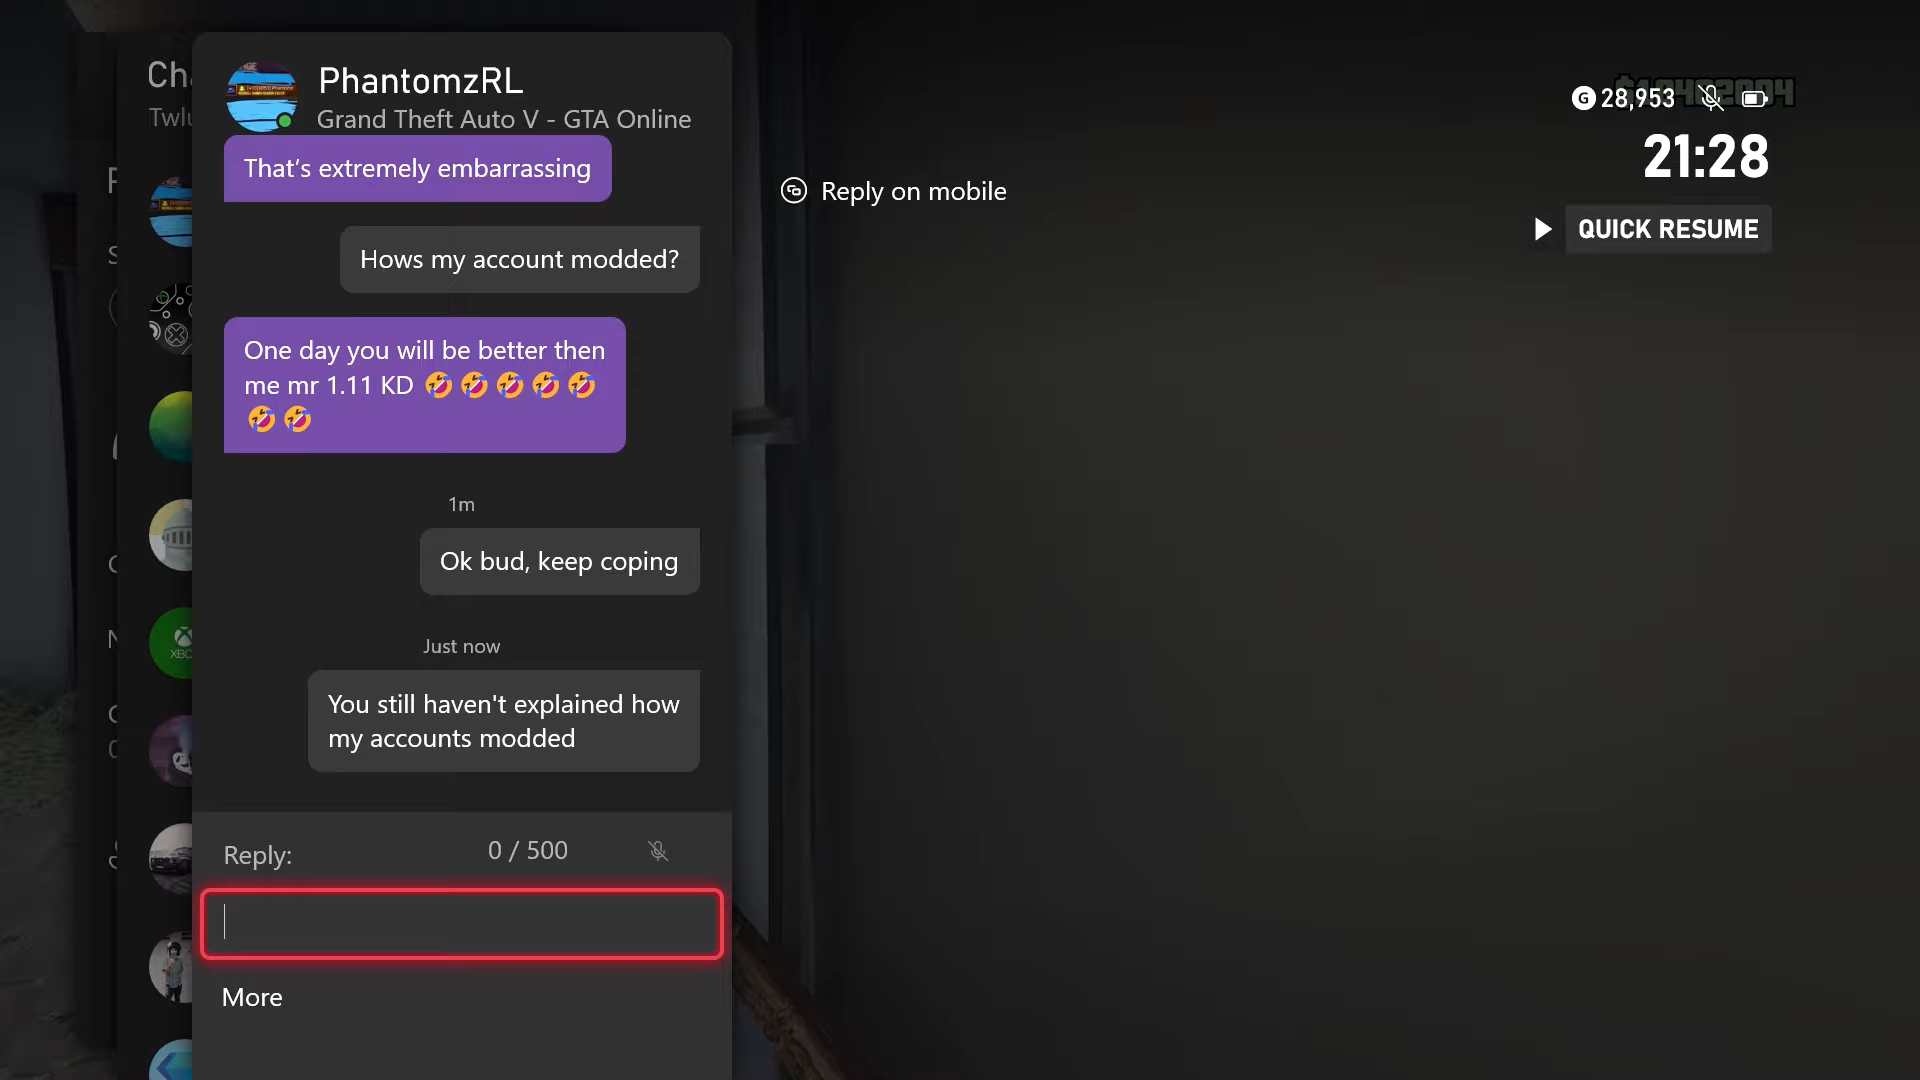 PhantomzRL
Grand Theft Auto V - GTA Online
That's extremely embarrassing
Hows my account modded?
One day you will be better then
me mr 1.11 KD 🤣🤣🤣🤣🤣
🤣🤣
1m
Ok bud, keep coping
Just now
You still haven't explained how
my accounts modded
Reply:
0 / 500
More
Reply on mobile
G 28,953
21:28
QUICK RESUME